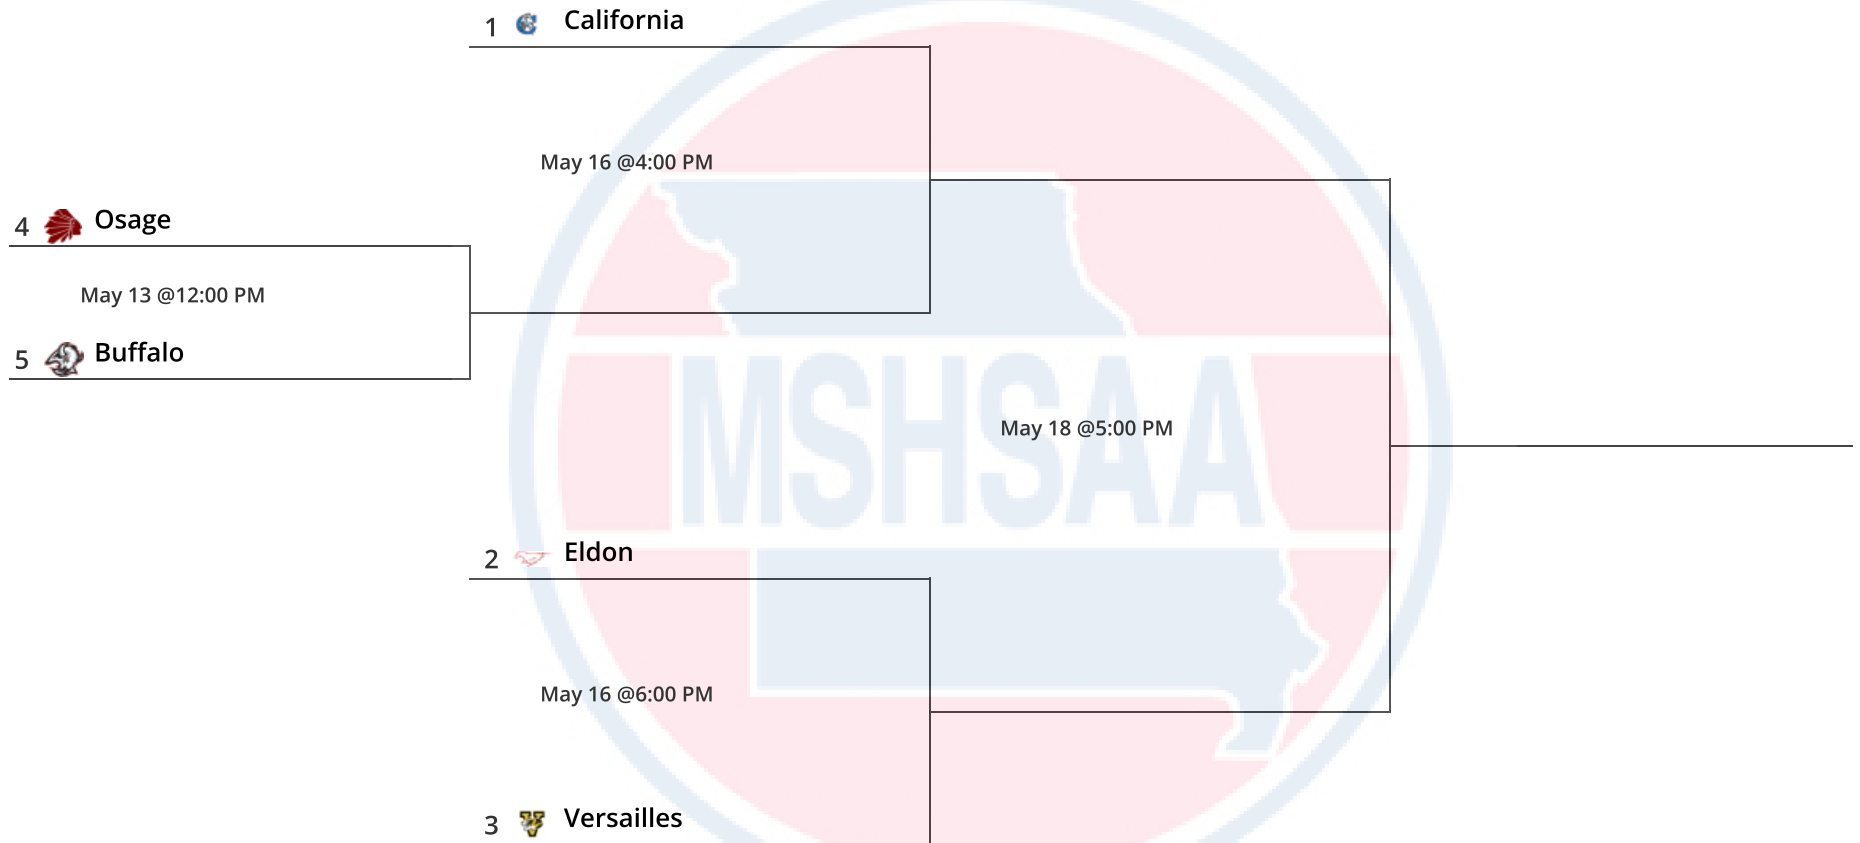 1 California
May 16 @4:00 PM
4 Osage
May 13 @12:00 PM
5 Buffalo
MSHSAA
May 18 @5:00 PM
2 Eldon
May 16 @6:00 PM
3 Versailles